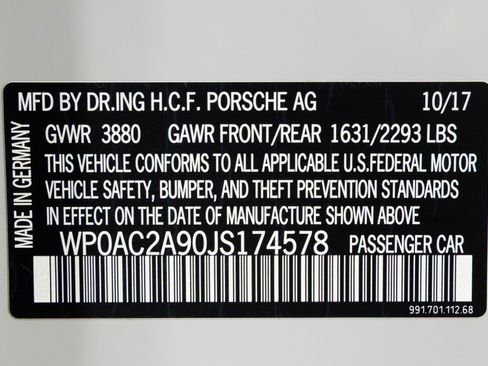 MFD BY DR.ING H.C.F. PORSCHE AG 10/17
GVWR 3880 GAWR FRONT/REAR 1631/2293 LBS
THIS VEHICLE CONFORMS TO ALL APPLICABLE U.S.FEDERAL MOTOR
VEHICLE SAFETY, BUMPER, AND THEFT PREVENTION STANDARDS
IN EFFECT ON THE DATE OF MANUFACTURE SHOWN ABOVE
WP0AC2A90JS174578 PASSENGER CAR
991.701.112.68
MADE IN GERMANY